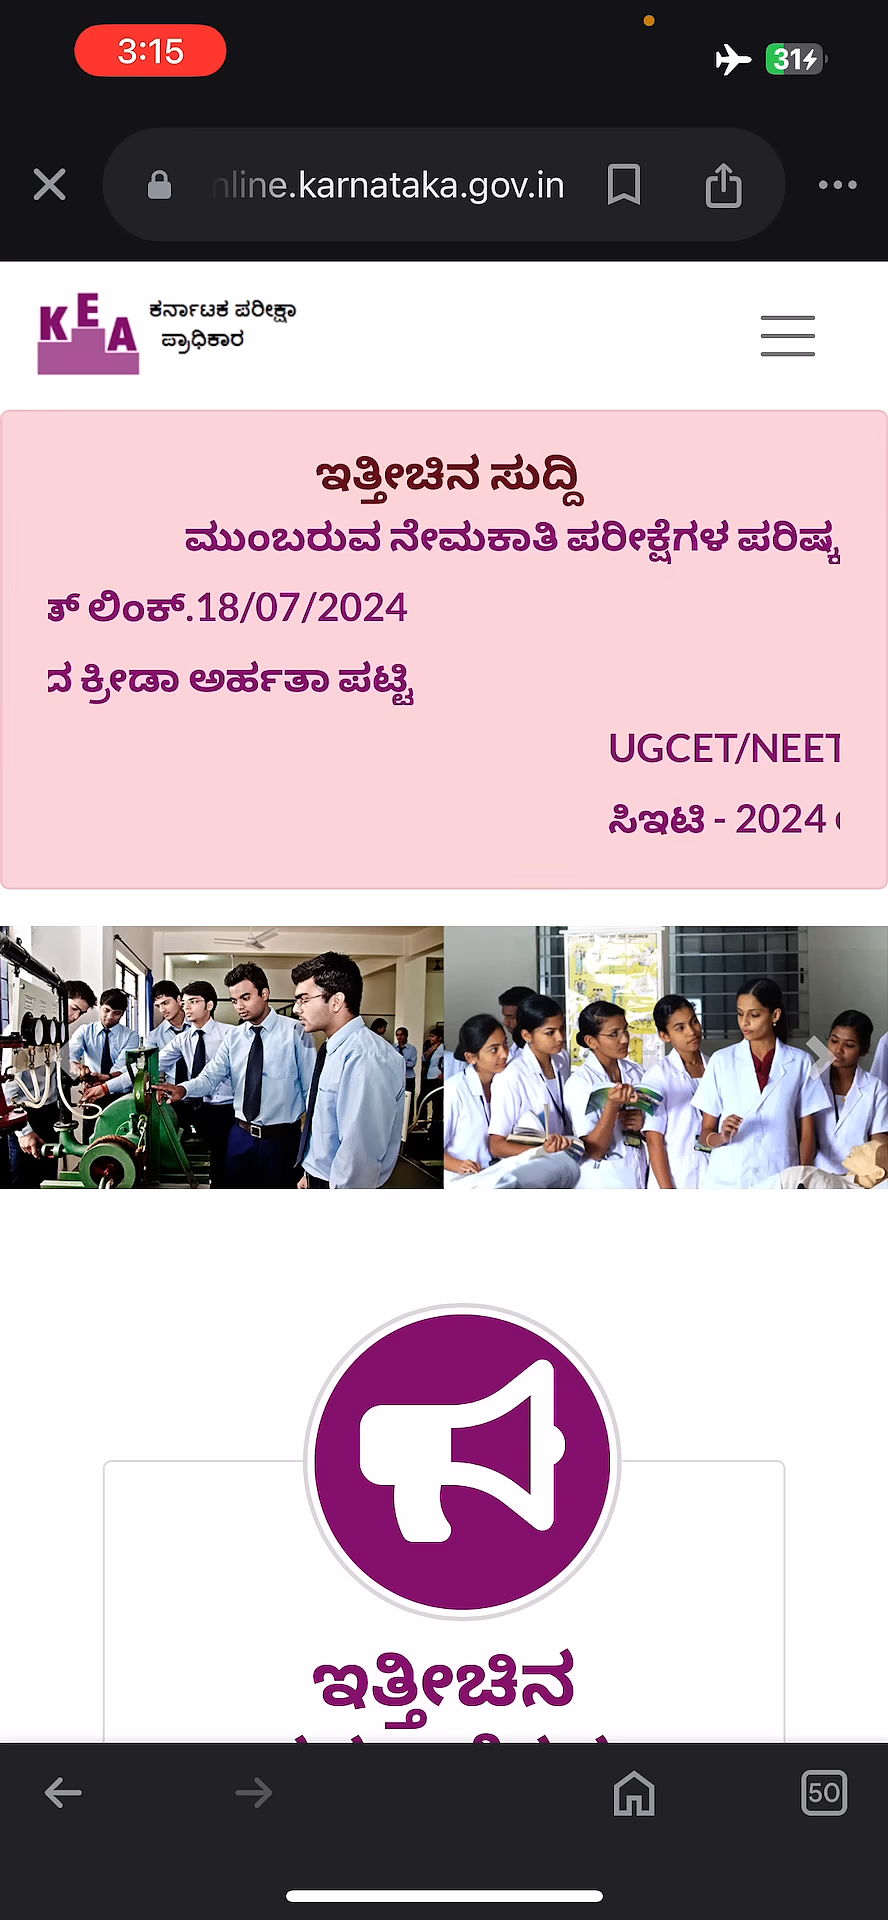 3:15
31
nline.karnataka.gov.in
KEA
ಕರ್ನಾಟಕ ಪರೀಕ್ಷಾ
ಪ್ರಾಧಿಕಾರ
ಇತ್ತೀಚಿನ ಸುದ್ದಿ
ಮುಂಬರುವ ನೇಮಕಾತಿ ಪರೀಕ್ಷೆಗಳ ಪರಿಷ್ಕ
ತ್ ಲಿಂಕ್.18/07/2024
ದ ಕ್ರೀಡಾ ಅರ್ಹತಾ ಪಟ್ಟಿ
UGCET/NEET
ಸಿಇಟಿ - 2024
ಇತ್ತೀಚಿನ
50